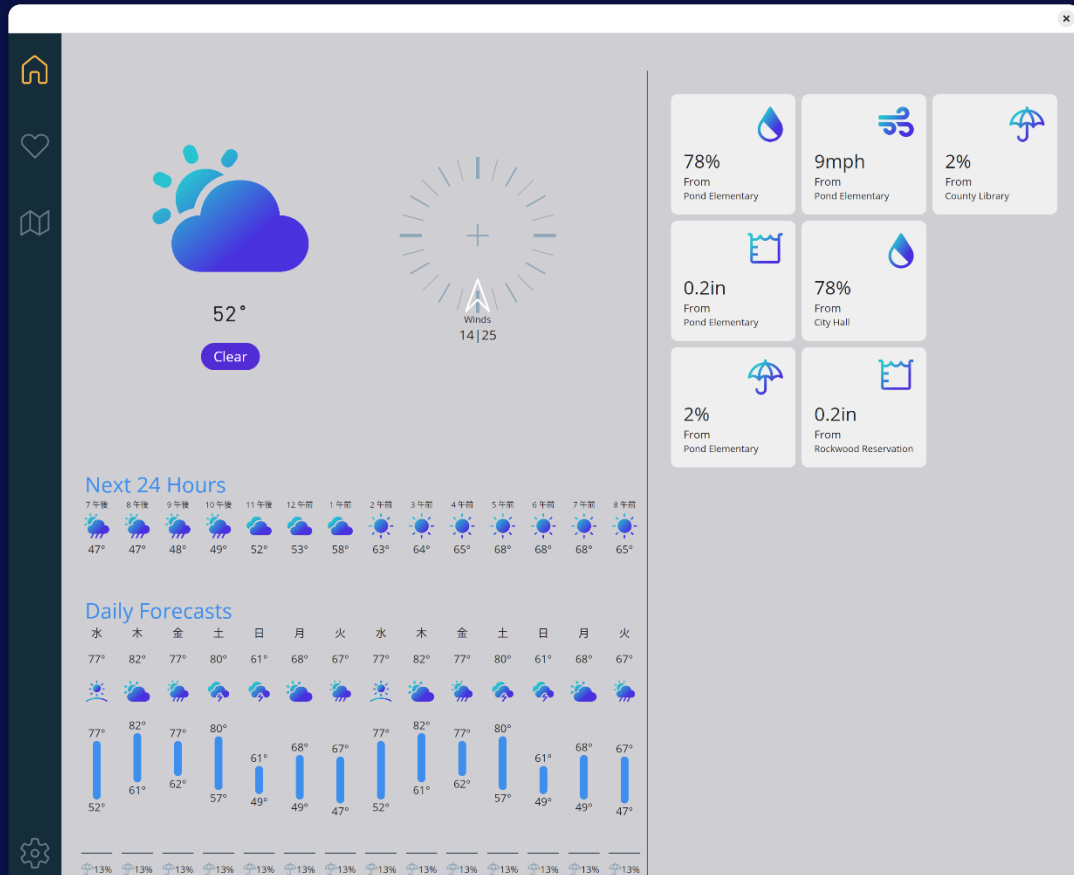 52°
Clear
Winds
14|25
Next 24 Hours
7 午後 8 午後 9 午後 10 午後 11 午後 12 午前 1 午前 2 午前 3 午前 4 午前 5 午前 6 午前 7 午前 8 午前
47° 47° 48° 49° 52° 53° 58° 63° 64° 65° 68° 68° 68° 65°
Daily Forecasts
水 木 金 土 日 月 火 水 木 金 土 日 月 火
77° 82° 77° 80° 61° 68° 67° 77° 82° 77° 80° 61° 68° 67°
77° 82° 77° 80° 61° 68° 67° 77° 82° 77° 80° 61° 68° 67°
52° 61° 62° 57° 49° 49° 47° 52° 61° 62° 57° 49° 49° 47°
13% 13% 13% 13% 13% 13% 13% 13% 13% 13% 13% 13% 13% 13%
78%
From
Pond Elementary
9mph
From
Pond Elementary
2%
From
County Library
0.2in
From
Pond Elementary
78%
From
City Hall
2%
From
Pond Elementary
0.2in
From
Rockwood Reservation